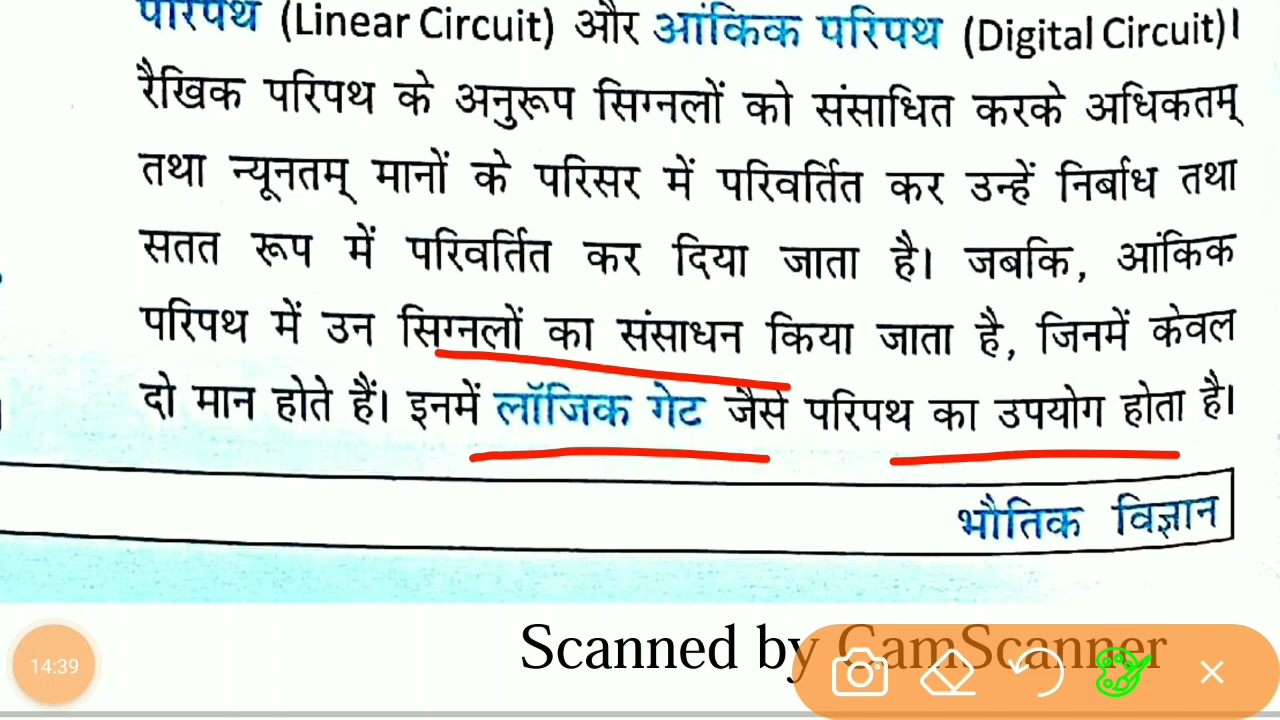 परिपथ (Linear Circuit) और आंकिक परिपथ (Digital Circuit)।
रैखिक परिपथ के अनुरूप सिग्नलों को संसाधित करके अधिकतम्
तथा न्यूनतम् मानों के परिसर में परिवर्तित कर उन्हें निर्बाध तथा
सतत रूप में परिवर्तित कर दिया जाता है। जबकि, आंकिक
परिपथ में उन सिग्नलों का संसाधन किया जाता है, जिनमें केवल
दो मान होते हैं। इनमें लॉजिक गेट जैसे परिपथ का उपयोग होता है।
भौतिक विज्ञान
Scanned by CamScanner
14:39